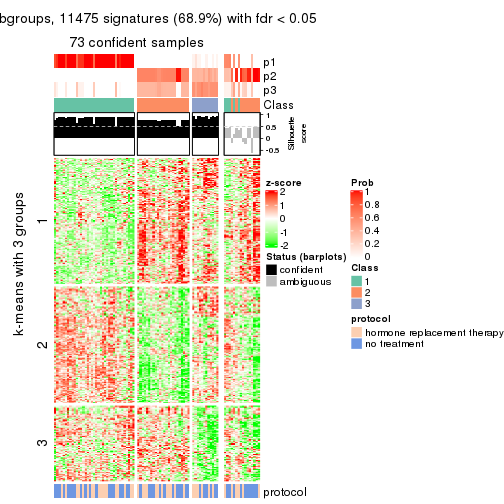 bgroups, 11475 signatures (68.9%) with fdr < 0.05
73 confident samples
p1
p2
p3
Class
1
0.5
0
-0.5
Silhouette
score
k-means with 3 groups
1
2
3
protocol
z-score
2
1
0
-1
-2
Status (barplots)
confident
ambiguous
Prob
1
0.8
0.6
0.4
0.2
0
Class
1
2
3
protocol
hormone replacement therapy
no treatment